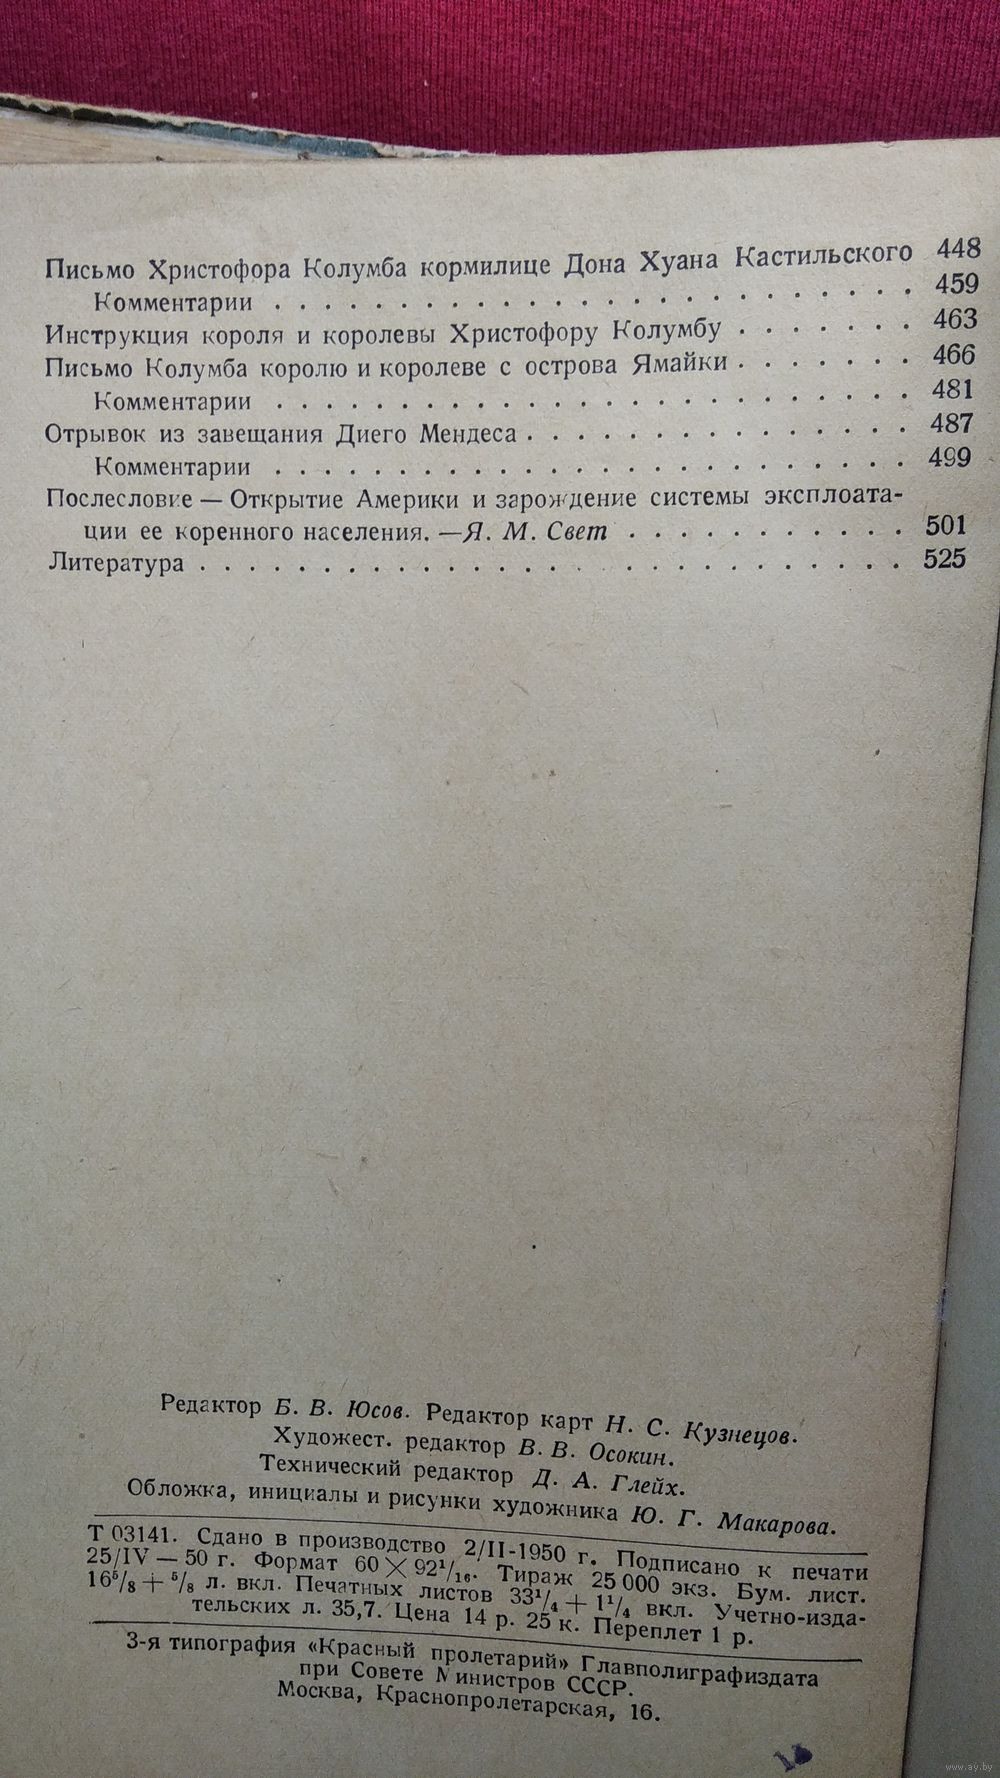 Письмо Христофора Колумба кормилице Дона Хуана Кастильского 448
Комментарии . . . . . . . . . . . . . . . . . . . . . . . . . . 459
Инструкция короля и королевы Христофору Колумбу . . . . . . . 463
Письмо Колумба королю и королеве с острова Ямайки . . . . . . . 466
Комментарии . . . . . . . . . . . . . . . . . . . . . . . . . . 481
Отрывок из завещания Диего Мендеса . . . . . . . . . . . . . . . 487
Комментарии . . . . . . . . . . . . . . . . . . . . . . . . . . 499
Послесловие — Открытие Америки и зарождение системы эксплоата-
ции ее коренного населения. — Я. М. Свет . . . . . . . . . . . 501
Литература . . . . . . . . . . . . . . . . . . . . . . . . . . . 525
Редактор Б. В. Юсов. Редактор карт Н. С. Кузнецов.
Художест. редактор В. В. Осокин.
Технический редактор Д. А. Глейх.
Обложка, инициалы и рисунки художника Ю. Г. Макарова.
Т 03141. Сдано в производство 2/II-1950 г. Подписано к печати
25/IV — 50 г. Формат 60 × 92¹/₁₆. Тираж 25 000 экз. Бум. лист.
16⁵/₈ + ⁵/₈ л. вкл. Печатных листов 33¹/₄ + 1¹/₄ вкл. Учетно-изда-
тельских л. 35,7. Цена 14 р. 25 к. Переплет 1 р.
3-я типография «Красный пролетарий» Главполиграфиздата
при Совете Министров СССР.
Москва, Краснопролетарская, 16.
www.ay.by